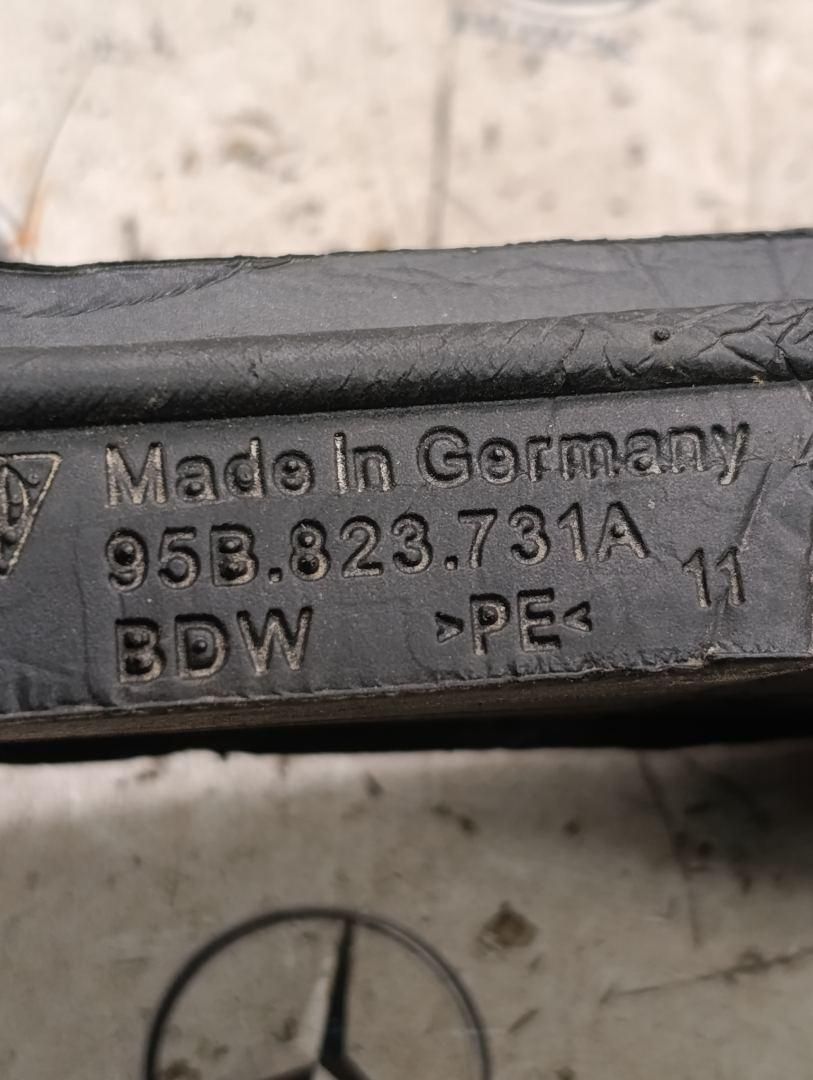 Made In Germany
95B.823.731A
11
BDW >PE<